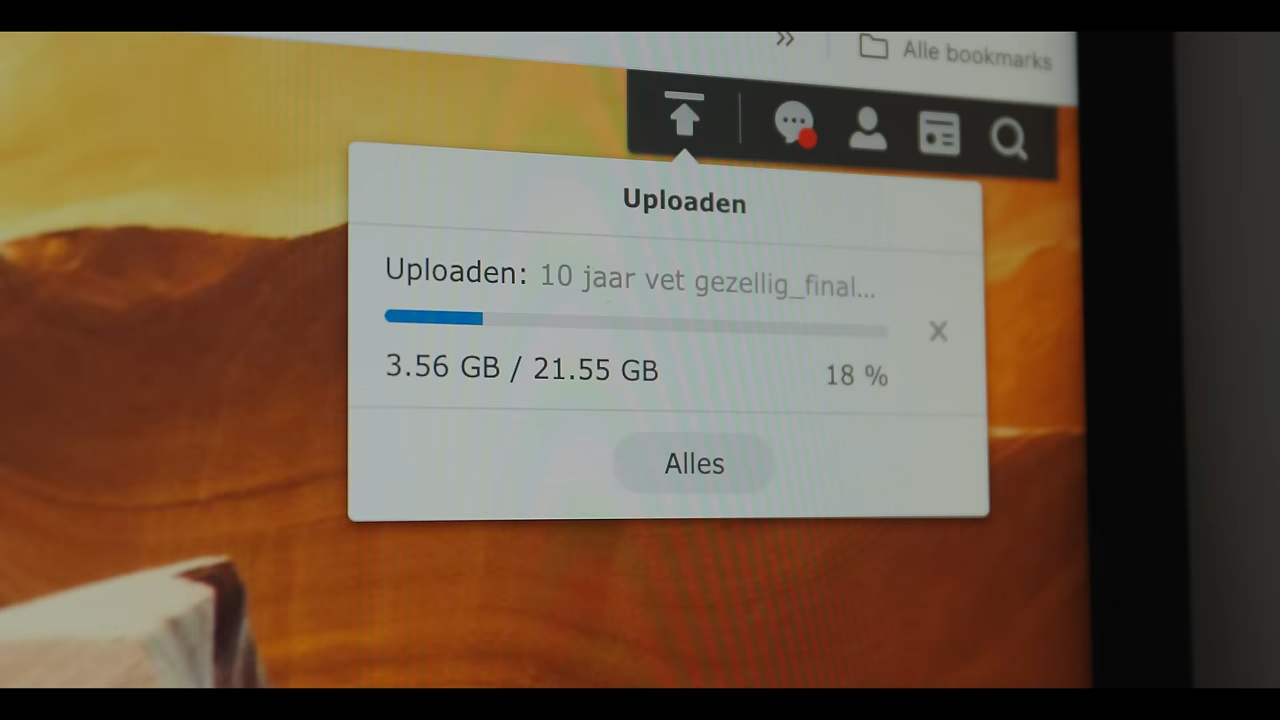 » Alle bookmarks
Uploaden
Uploaden: 10 jaar vet gezellig_final...
3.56 GB / 21.55 GB 18 %
Alles